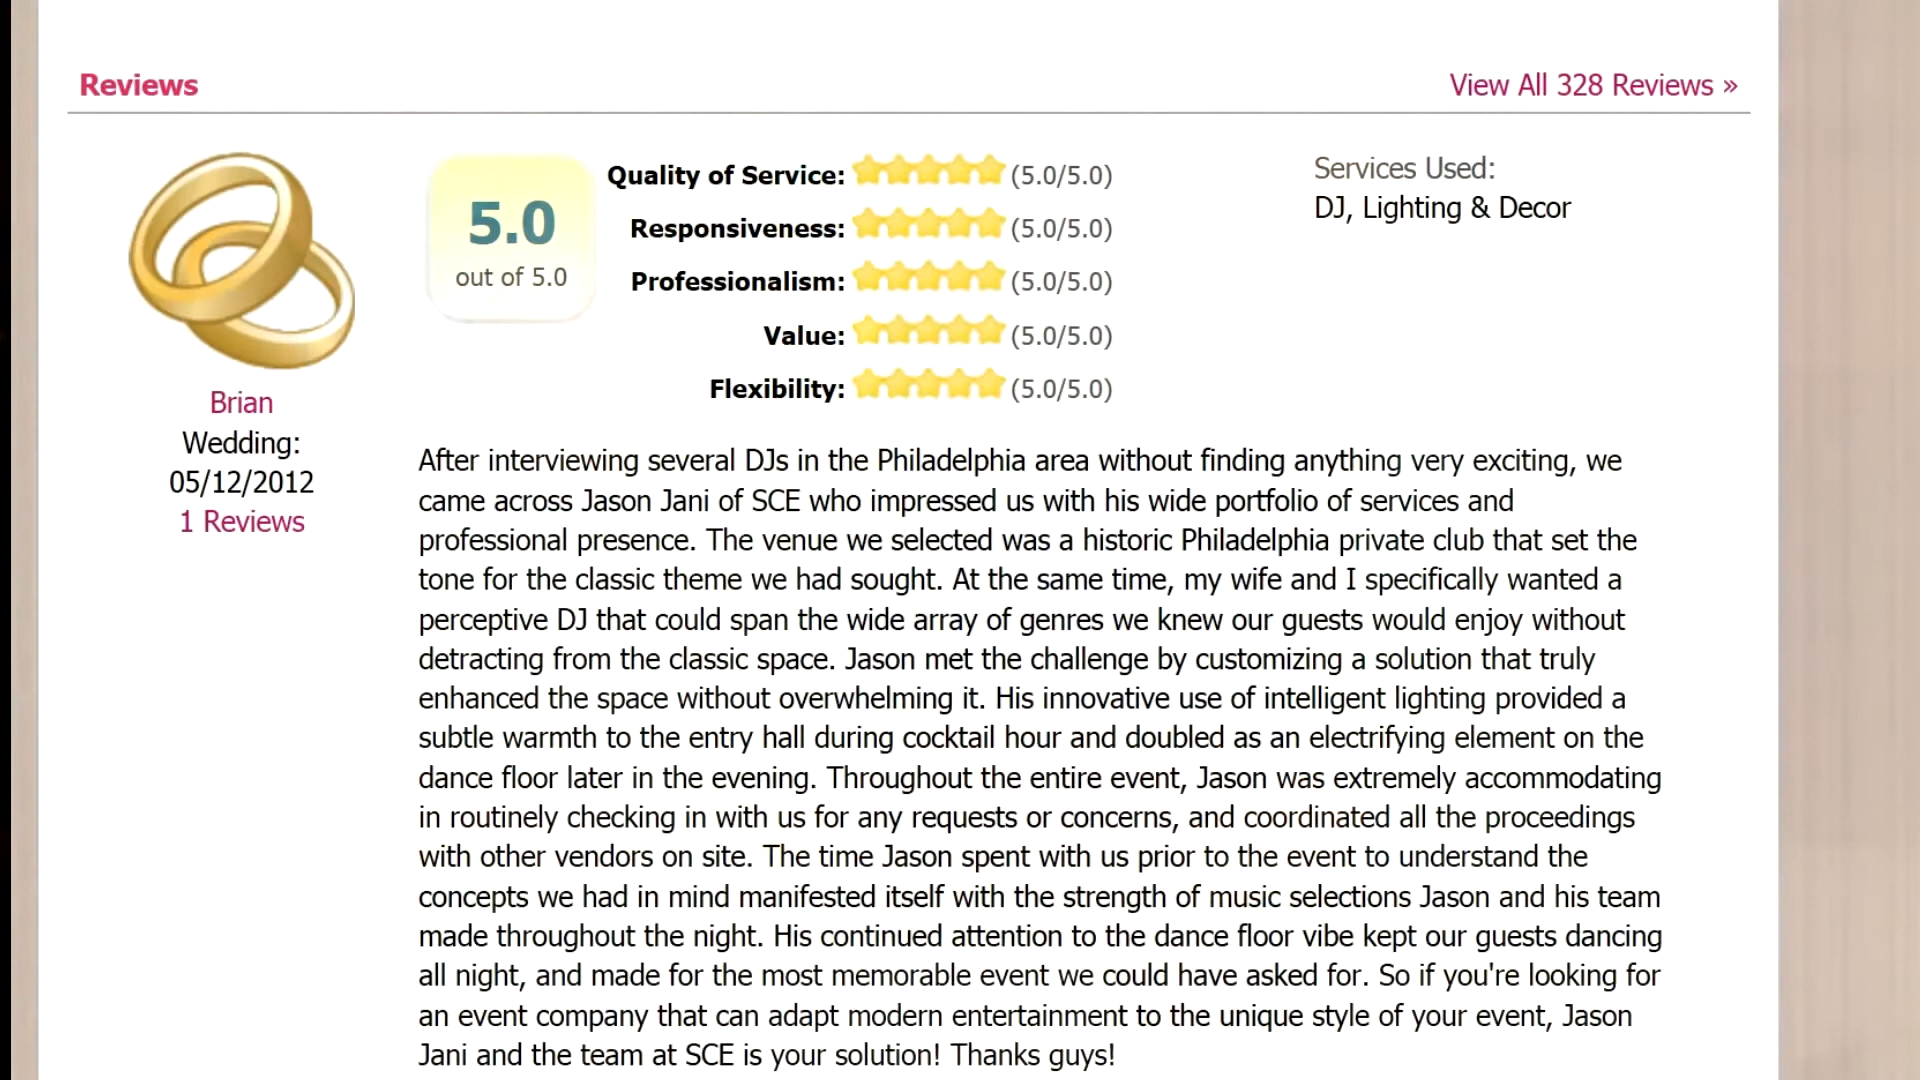 Reviews
View All 328 Reviews »
5.0
out of 5.0
Quality of Service: (5.0/5.0)
Responsiveness: (5.0/5.0)
Professionalism: (5.0/5.0)
Value: (5.0/5.0)
Flexibility: (5.0/5.0)
Services Used:
DJ, Lighting & Decor
Brian
Wedding:
05/12/2012
1 Reviews
After interviewing several DJs in the Philadelphia area without finding anything very exciting, we
came across Jason Jani of SCE who impressed us with his wide portfolio of services and
professional presence. The venue we selected was a historic Philadelphia private club that set the
tone for the classic theme we had sought. At the same time, my wife and I specifically wanted a
perceptive DJ that could span the wide array of genres we knew our guests would enjoy without
detracting from the classic space. Jason met the challenge by customizing a solution that truly
enhanced the space without overwhelming it. His innovative use of intelligent lighting provided a
subtle warmth to the entry hall during cocktail hour and doubled as an electrifying element on the
dance floor later in the evening. Throughout the entire event, Jason was extremely accommodating
in routinely checking in with us for any requests or concerns, and coordinated all the proceedings
with other vendors on site. The time Jason spent with us prior to the event to understand the
concepts we had in mind manifested itself with the strength of music selections Jason and his team
made throughout the night. His continued attention to the dance floor vibe kept our guests dancing
all night, and made for the most memorable event we could have asked for. So if you're looking for
an event company that can adapt modern entertainment to the unique style of your event, Jason
Jani and the team at SCE is your solution! Thanks guys!